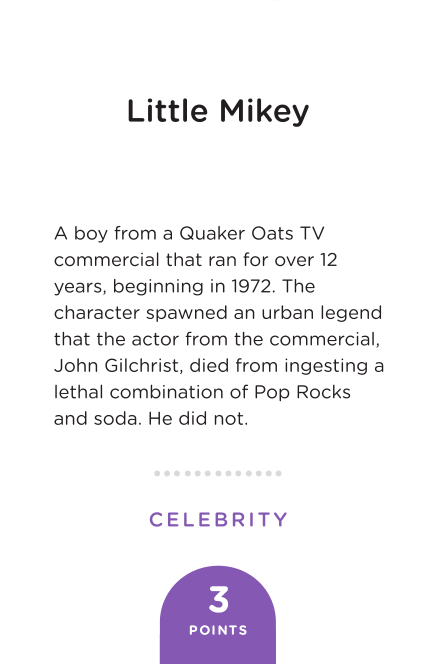 Little Mikey
A boy from a Quaker Oats TV
commercial that ran for over 12
years, beginning in 1972. The
character spawned an urban legend
that the actor from the commercial,
John Gilchrist, died from ingesting a
lethal combination of Pop Rocks
and soda. He did not.
CELEBRITY
3
POINTS